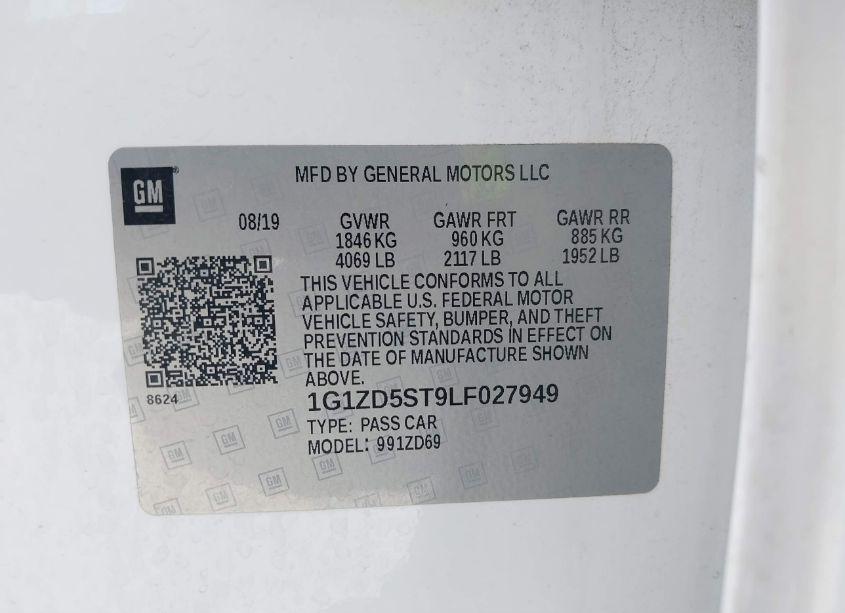 GM
MFD BY GENERAL MOTORS LLC
08/19 GVWR GAWR FRT GAWR RR
1846 KG 960 KG 885 KG
4069 LB 2117 LB 1952 LB
THIS VEHICLE CONFORMS TO ALL
APPLICABLE U.S. FEDERAL MOTOR
VEHICLE SAFETY, BUMPER, AND THEFT
PREVENTION STANDARDS IN EFFECT ON
THE DATE OF MANUFACTURE SHOWN
ABOVE.
8624
1G1ZD5ST9LF027949
TYPE: PASS CAR
MODEL: 991ZD69